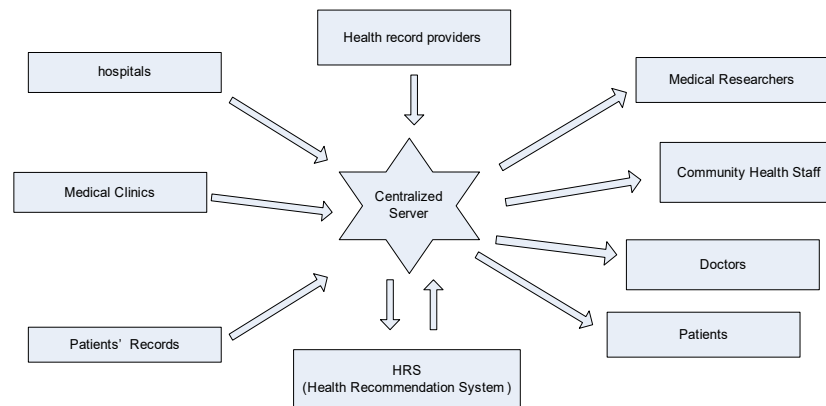 Health record providers
hospitals
Medical Researchers
Medical Clinics
Centralized
Server
Community Health Staff
Doctors
Patients’ Records
Patients
HRS
(Health Recommendation System )